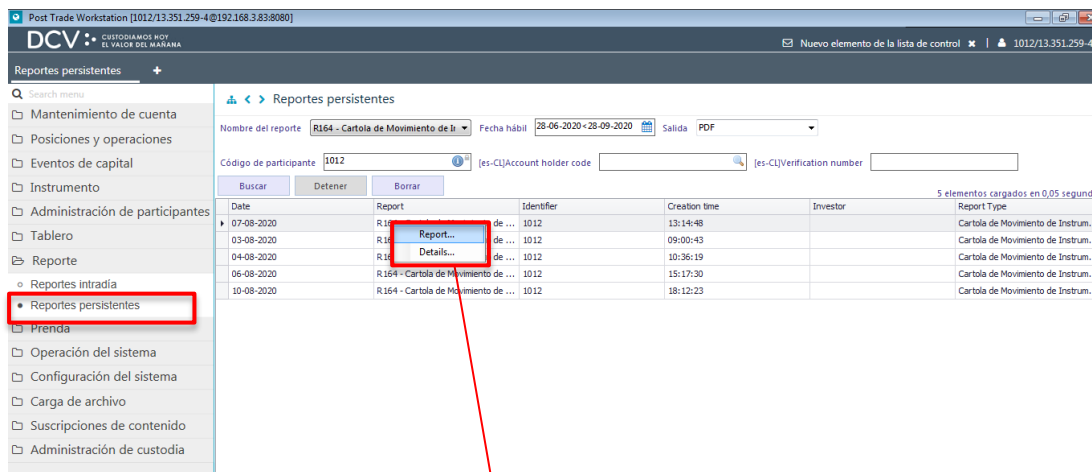 Post Trade Workstation [1012/13.351.259-4@192.168.3.83:8080]
DCV CUSTODIAMOS HOY
EL VALOR DEL MAÑANA
Nuevo elemento de la lista de control × | 1012/13.351.259-4
Reportes persistentes +
Search menu
Mantenimiento de cuenta
Posiciones y operaciones
Eventos de capital
Instrumento
Administración de participantes
Tablero
Reporte
Reportes intradía
Reportes persistentes
Prenda
Operación del sistema
Configuración del sistema
Carga de archivo
Suscripciones de contenido
Administración de custodia
< > Reportes persistentes
Nombre del reporte R164 - Cartola de Movimiento de Ir Fecha hábil 28-06-2020<28-09-2020 Salida PDF
Código de participante 1012 [es-CL]Account holder code [es-CL]Verification number
Buscar Detener Borrar
5 elementos cargados en 0,05 segund
Date Report Identifier Creation time Investor Report Type
07-08-2020 de ... 1012 13:14:48 Cartola de Movimiento de Instrum.
Report...
03-08-2020 de ... 1012 09:00:43 Cartola de Movimiento de Instrum.
Details...
04-08-2020 de ... 1012 10:36:19 Cartola de Movimiento de Instrum.
06-08-2020 R164 - Cartola de Movimiento de ... 1012 15:17:30 Cartola de Movimiento de Instrum.
10-08-2020 R164 - Cartola de Movimiento de ... 1012 18:12:23 Cartola de Movimiento de Instrum.